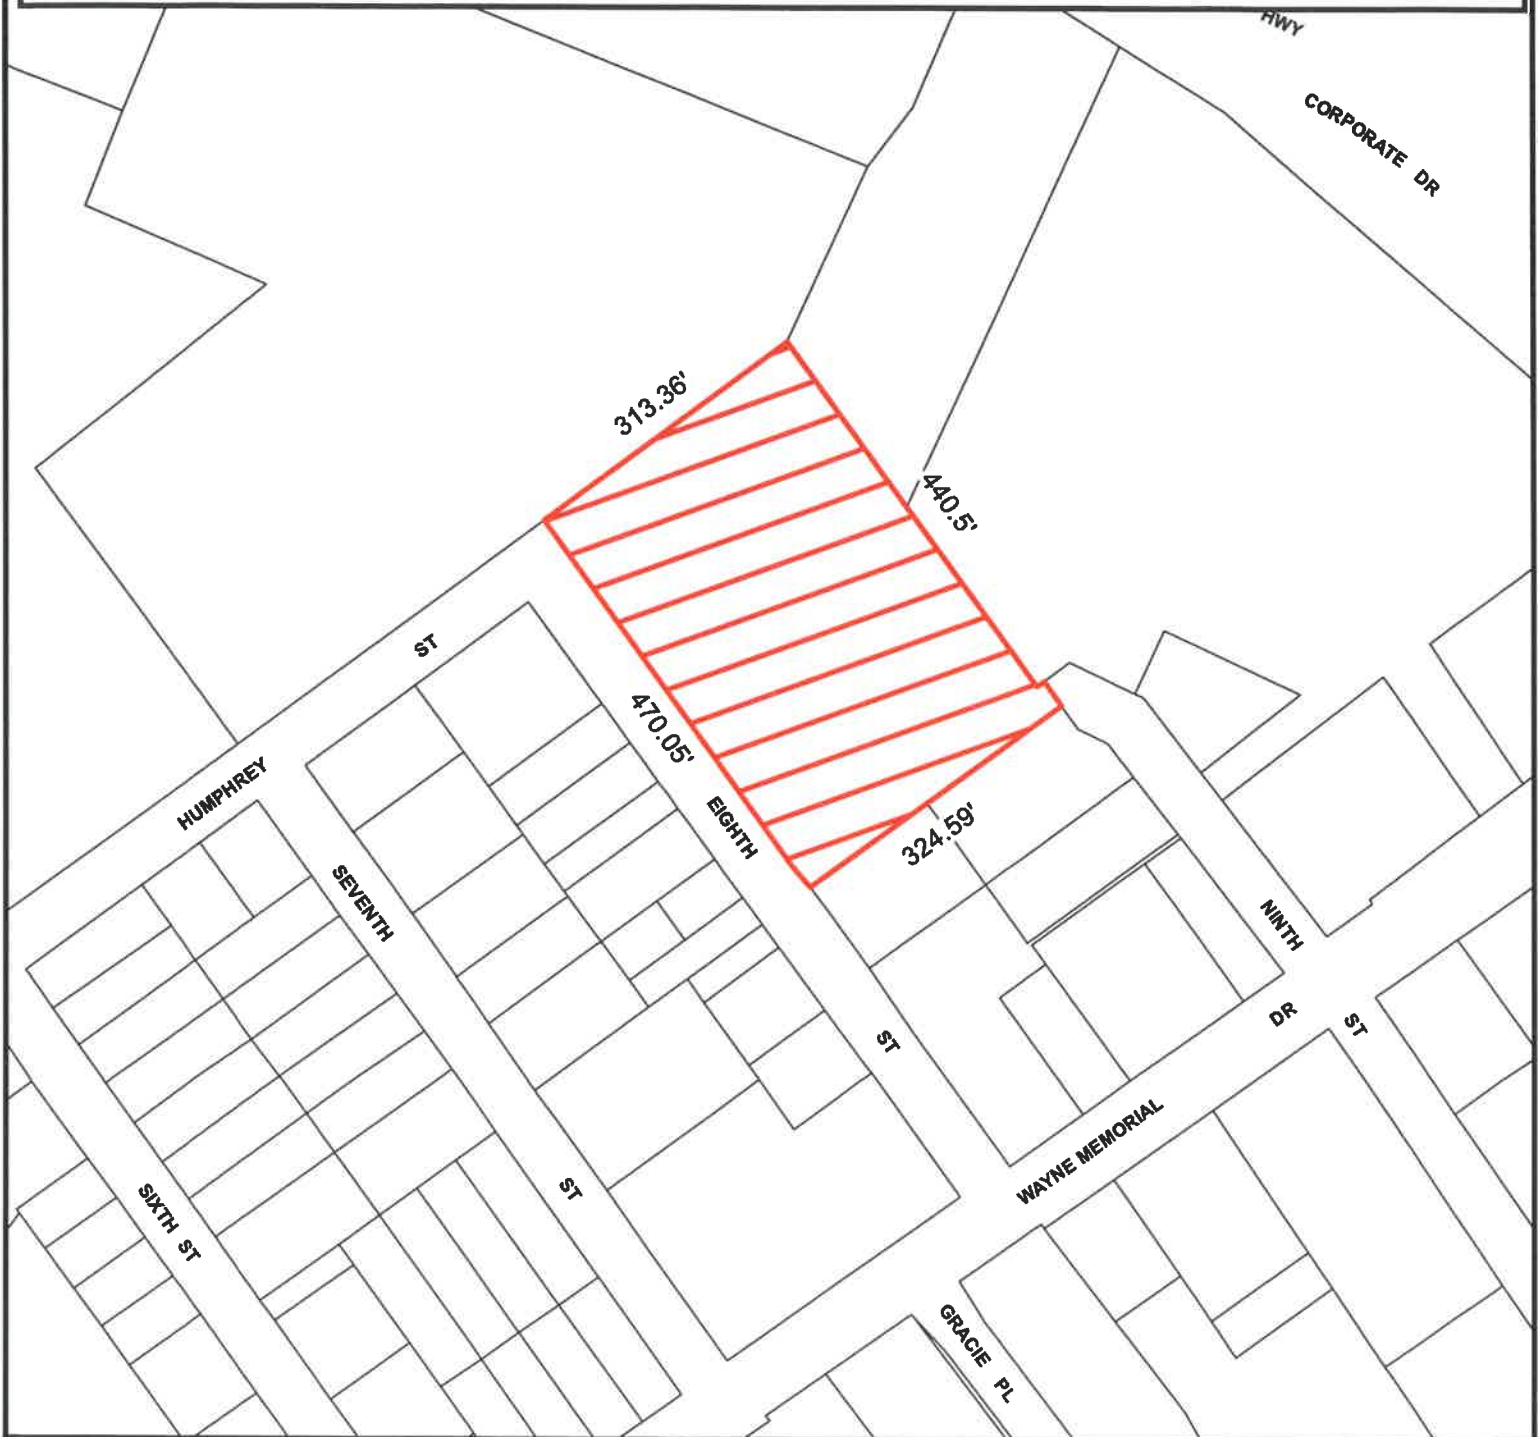 HWY
CORPORATE DR
313.36'
440.5'
ST
470.05'
HUMPHREY
EIGHTH
324.59'
SEVENTH
NINTH
DR
ST
ST
WAYNE MEMORIAL
ST
SIXTH ST
GRACIE PL